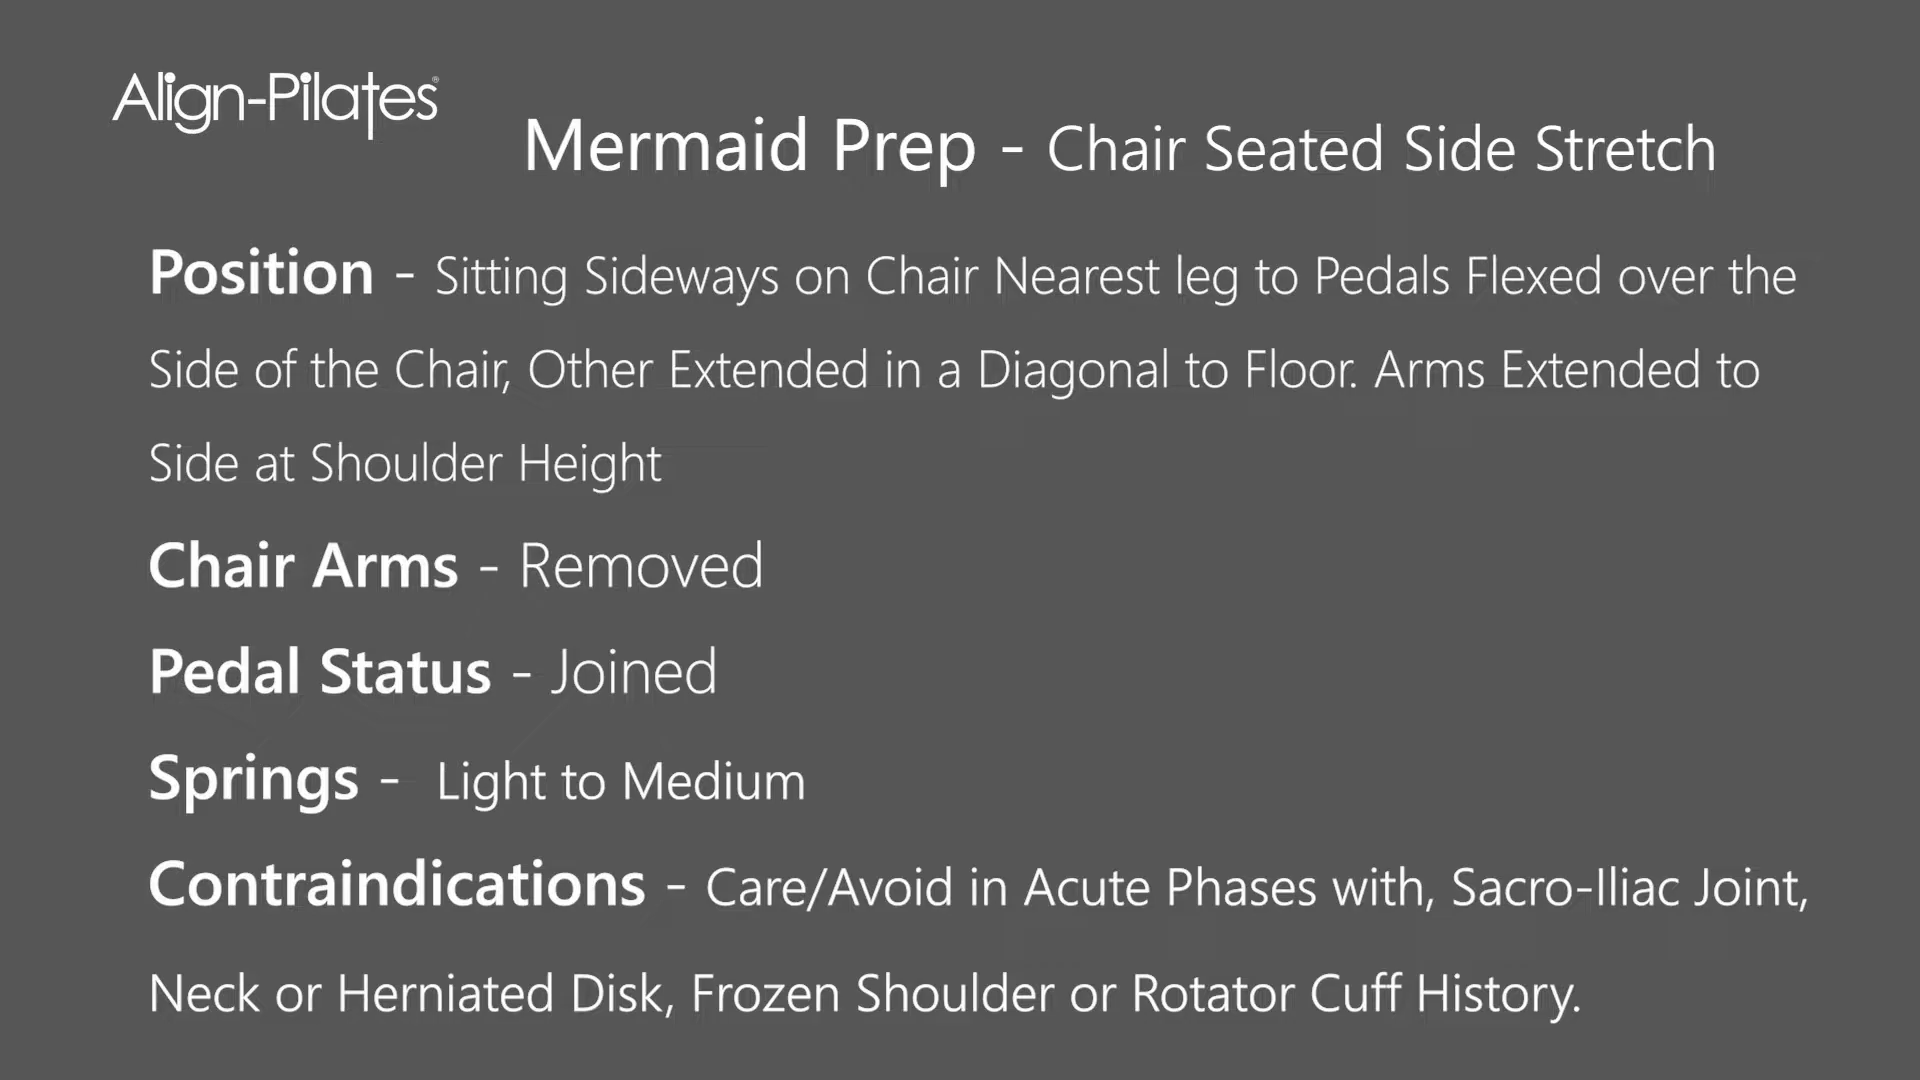 Align-Pilates®
Mermaid Prep - Chair Seated Side Stretch
Position - Sitting Sideways on Chair Nearest leg to Pedals Flexed over the
Side of the Chair, Other Extended in a Diagonal to Floor. Arms Extended to
Side at Shoulder Height
Chair Arms - Removed
Pedal Status - Joined
Springs - Light to Medium
Contraindications - Care/Avoid in Acute Phases with, Sacro-Iliac Joint,
Neck or Herniated Disk, Frozen Shoulder or Rotator Cuff History.